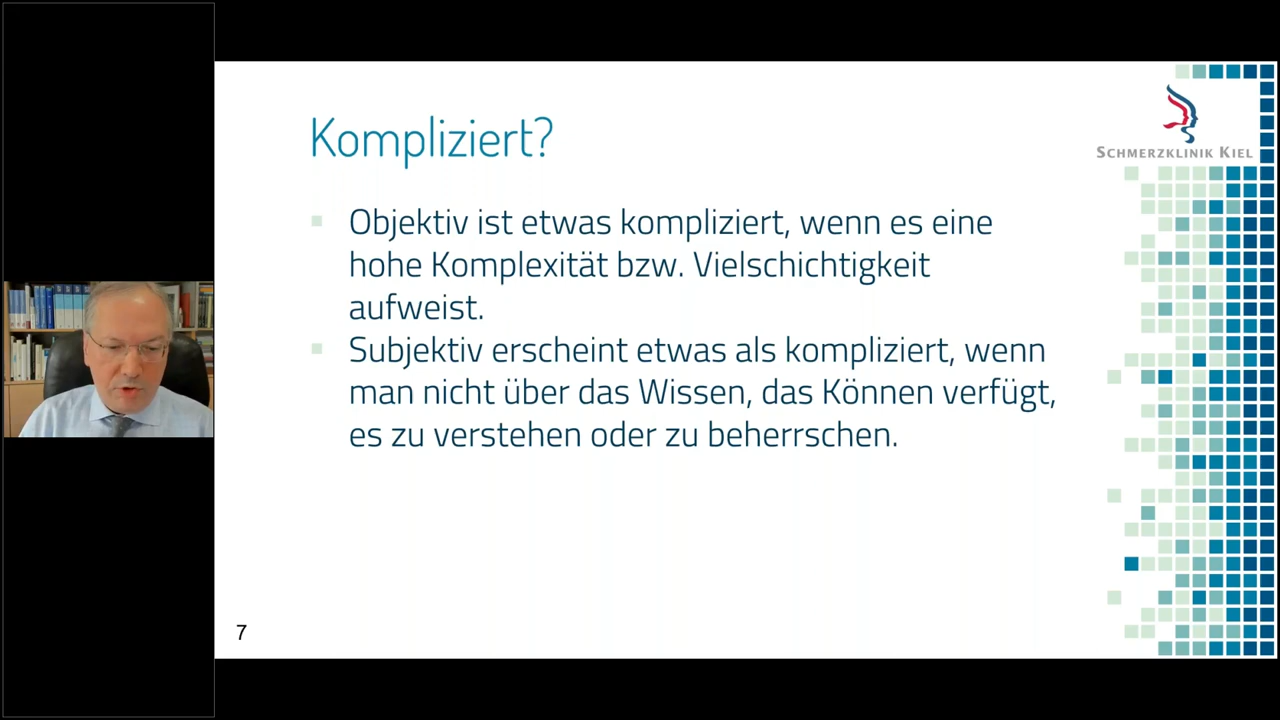 Kompliziert?
SCHMERZKLINIK KIEL
Objektiv ist etwas kompliziert, wenn es eine
hohe Komplexität bzw. Vielschichtigkeit
aufweist.
Subjektiv erscheint etwas als kompliziert, wenn
man nicht über das Wissen, das Können verfügt,
es zu verstehen oder zu beherrschen.
7